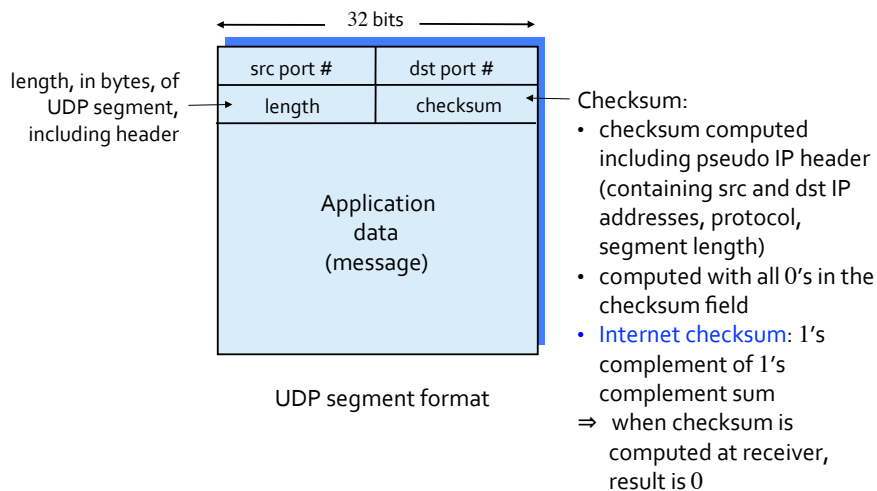 32 bits
src port #
dst port #
length, in bytes, of
UDP segment,
including header
length
checksum
Application
data
(message)
UDP segment format
Checksum:
• checksum computed
including pseudo IP header
(containing src and dst IP
addresses, protocol,
segment length)
• computed with all 0's in the
checksum field
• Internet checksum: 1's
complement of 1's
complement sum
⇒ when checksum is
computed at receiver,
result is 0